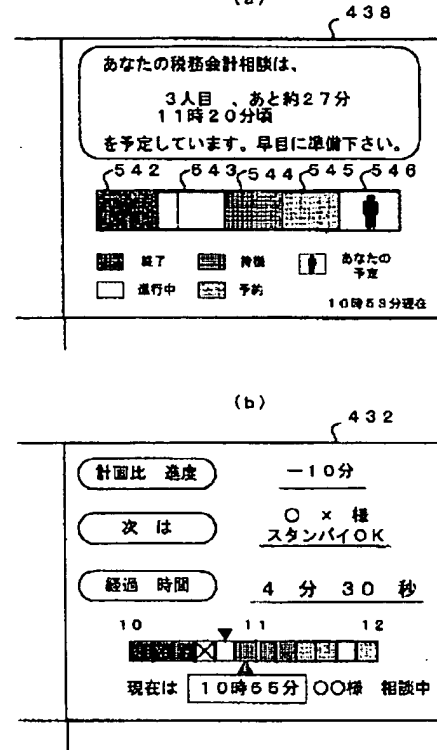 (a)
438
あなたの税務会計相談は、
3人目 、あと約27分
11時20分頃
を予定しています。早目に準備下さい。
542 543 544 545 546
終了 待機 あなたの
予定
進行中 予約
10時53分現在
(b)
432
計画比 進度 -10分
次 は ○ × 様
スタンバイOK
経過 時間 4 分 30 秒
10 11 12
現在は 10時55分 ○○様 相談中